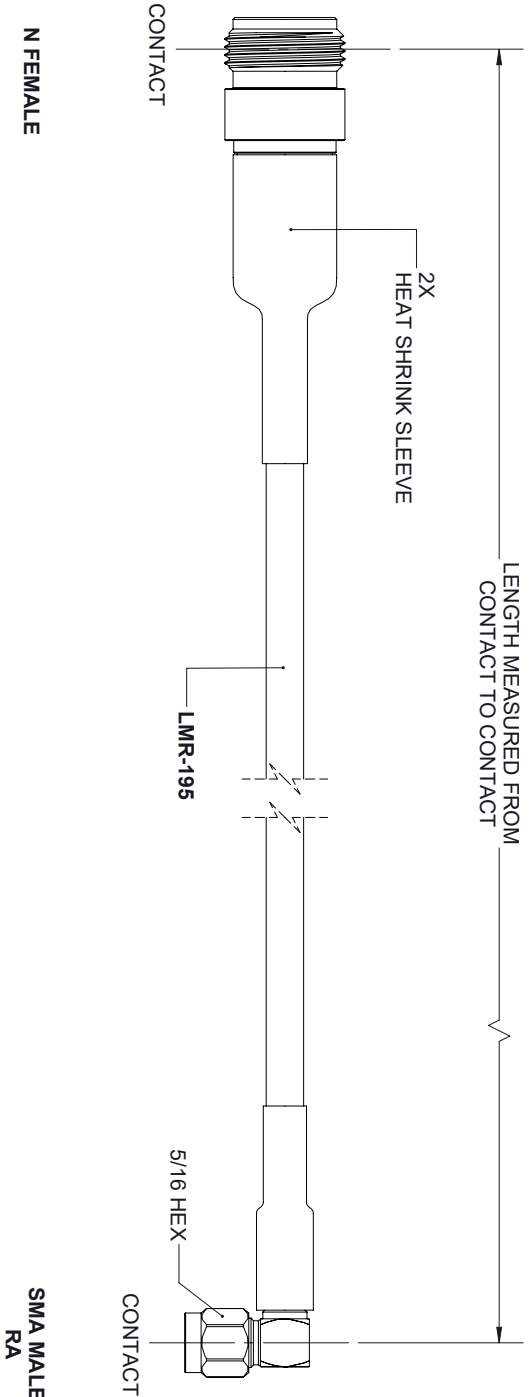 LENGTH MEASURED FROM
CONTACT TO CONTACT
2X
HEAT SHRINK SLEEVE
LMR-195
5/16 HEX
CONTACT
CONTACT
N FEMALE
SMA MALE
RA